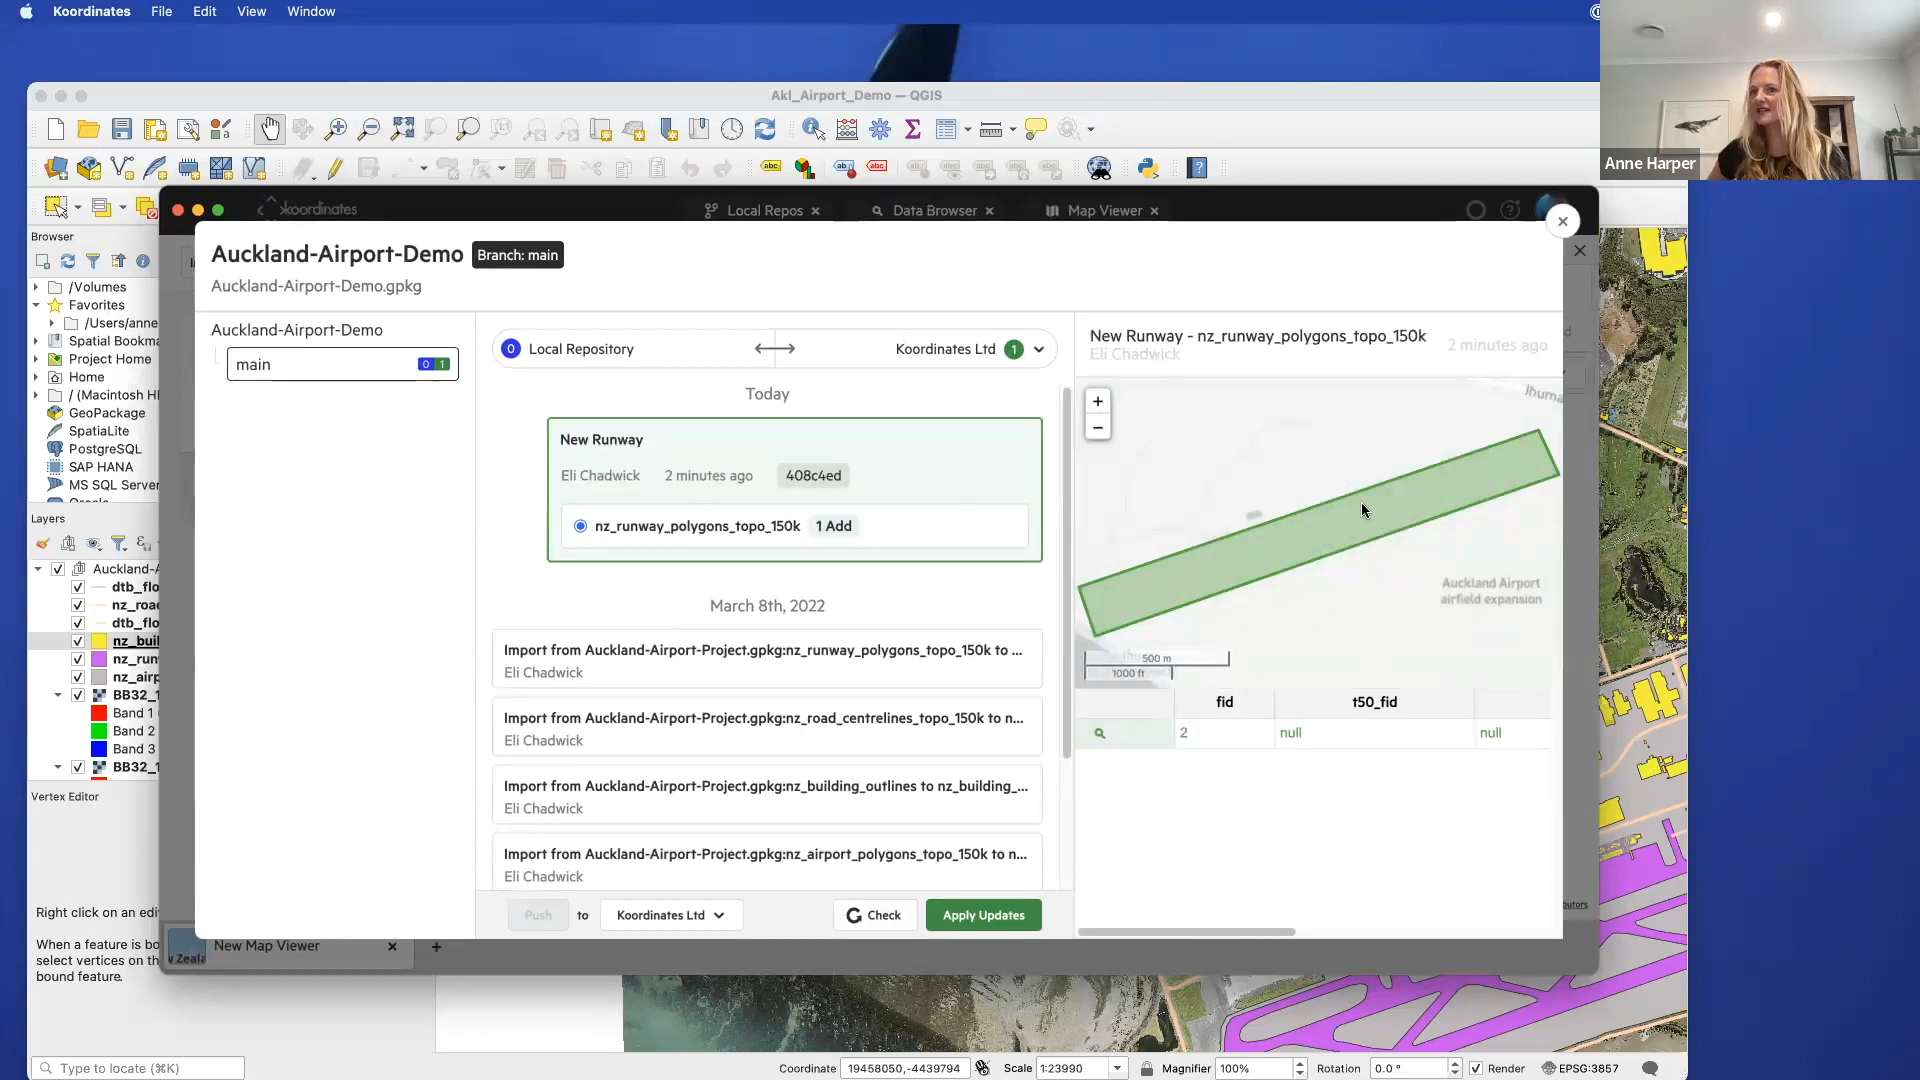 Koordinates File Edit View Window
Akl_Airport_Demo — QGIS
Anne Harper
koordinates
Local Repos
Data Browser
Map Viewer
Browser
/Volumes
Favorites
/Users/anne
Spatial Bookma
Project Home
Home
/ (Macintosh H
GeoPackage
SpatiaLite
PostgreSQL
SAP HANA
MS SQL Server
Layers
Auckland-A
dtb_flo
nz_road
dtb_flo
nz_buil
nz_run
nz_airp
BB32_1
Band 1
Band 2
Band 3
BB32_1
Vertex Editor
Right click on an edi
When a feature is bo
select vertices on th
bound feature.
Auckland-Airport-Demo Branch: main
Auckland-Airport-Demo.gpkg
Auckland-Airport-Demo
main 0 1
0 Local Repository
Koordinates Ltd 1
Today
New Runway
Eli Chadwick 2 minutes ago 408c4ed
nz_runway_polygons_topo_150k 1 Add
March 8th, 2022
Import from Auckland-Airport-Project.gpkg:nz_runway_polygons_topo_150k to ...
Eli Chadwick
Import from Auckland-Airport-Project.gpkg:nz_road_centrelines_topo_150k to n...
Eli Chadwick
Import from Auckland-Airport-Project.gpkg:nz_building_outlines to nz_building_...
Eli Chadwick
Import from Auckland-Airport-Project.gpkg:nz_airport_polygons_topo_150k to n...
Eli Chadwick
Push to Koordinates Ltd Check Apply Updates
New Runway - nz_runway_polygons_topo_150k
Eli Chadwick
2 minutes ago
+
−
Ihuma
Auckland Airport
airfield expansion
500 m
1000 ft
fid t50_fid
2 null null
butors
New Map Viewer
Zeala
Type to locate (⌘K)
Coordinate 19458050,-4439794 Scale 1:23990 Magnifier 100% Rotation 0.0 ° Render EPSG:3857